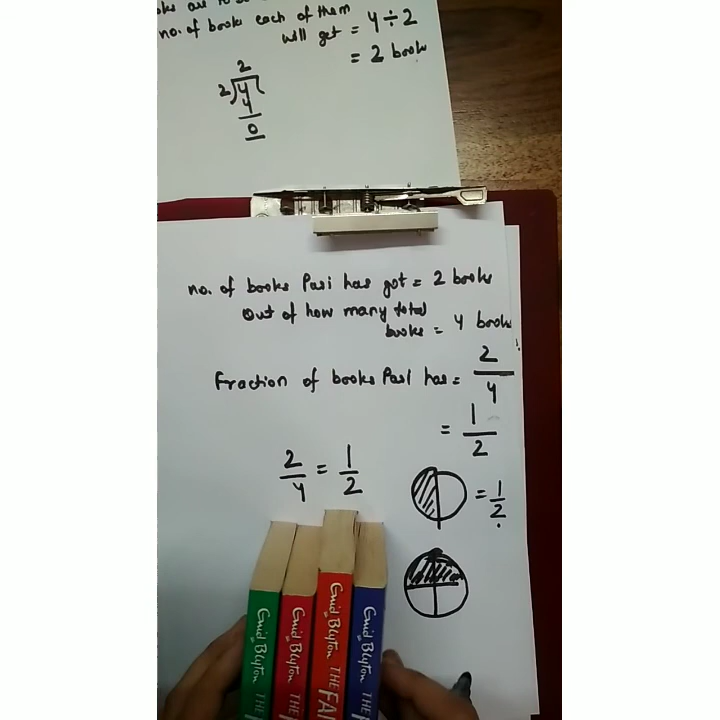 no. of books each of them
will get = 4 ÷ 2
= 2 books
2
2 4
4
0
no. of books Pari has got = 2 books
Out of how many total
books = 4 books
Fraction of books Pari has = 2/4
= 1/2
2/4 = 1/2
= 1/2
Enid Blyton THE
Enid Blyton THE
Enid Blyton THE FA
Enid Blyton THE